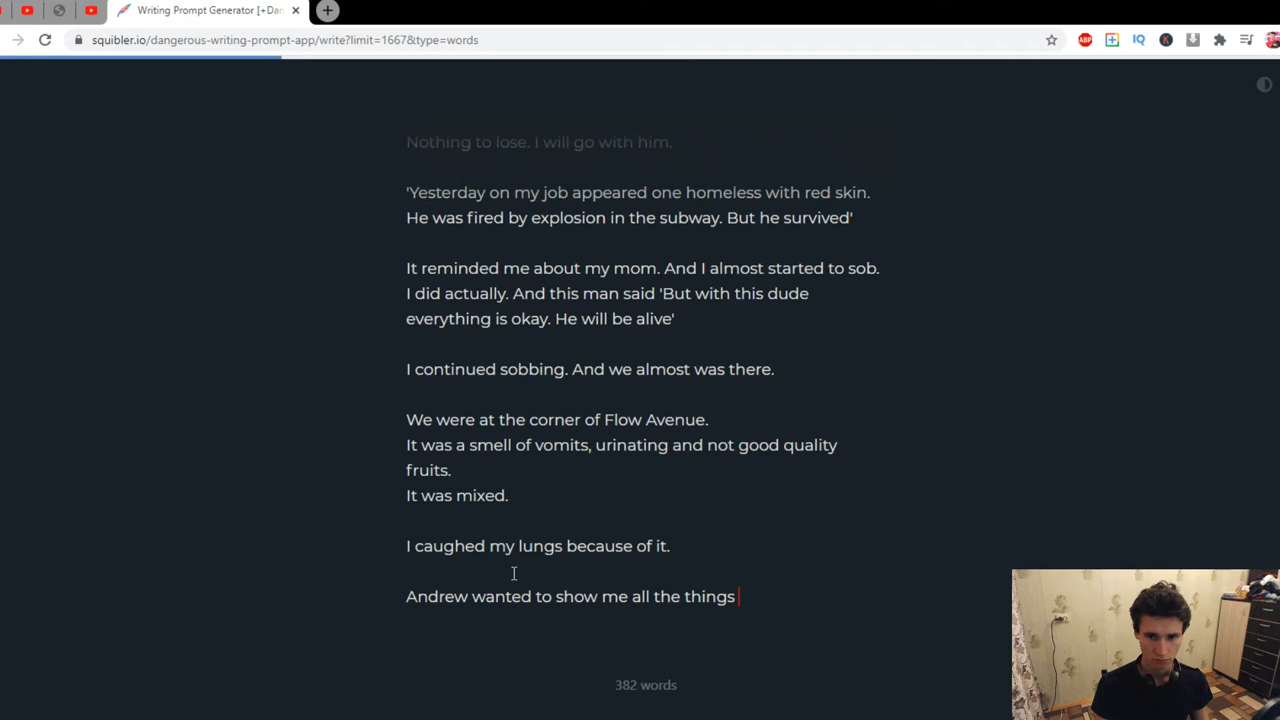 Writing Prompt Generator [+Dan
squibler.io/dangerous-writing-prompt-app/write?limit=1667&type=words
ABP
IQ
K
Nothing to lose. I will go with him.
'Yesterday on my job appeared one homeless with red skin.
He was fired by explosion in the subway. But he survived'
It reminded me about my mom. And I almost started to sob.
I did actually. And this man said 'But with this dude
everything is okay. He will be alive'
I continued sobbing. And we almost was there.
We were at the corner of Flow Avenue.
It was a smell of vomits, urinating and not good quality
fruits.
It was mixed.
I caughed my lungs because of it.
Andrew wanted to show me all the things
382 words